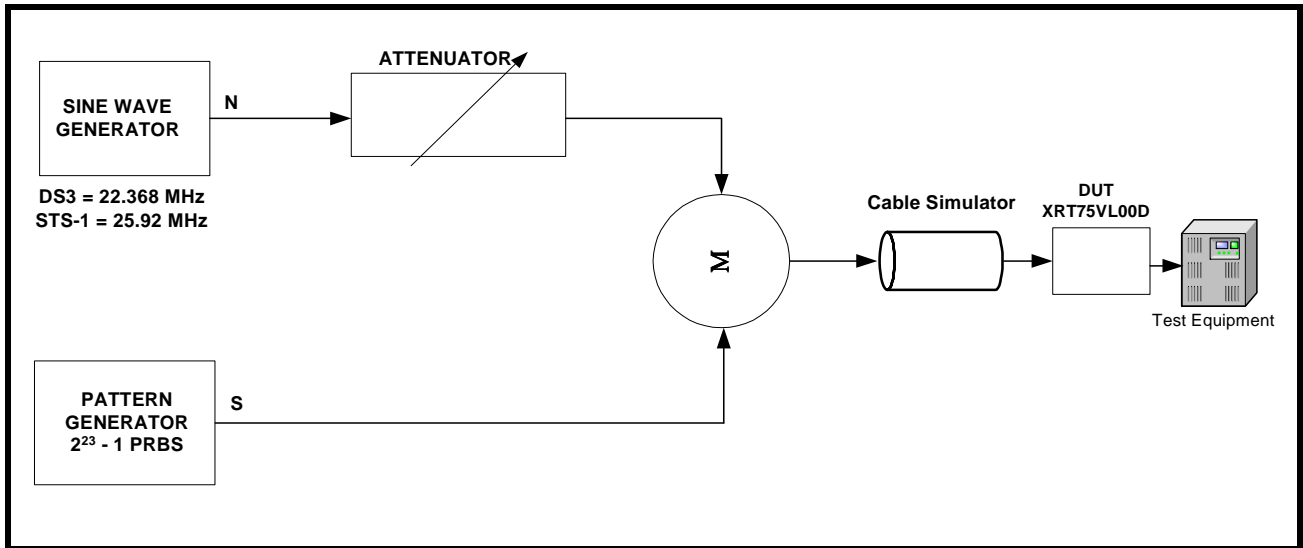 ATTENUATOR
SINE WAVE
GENERATOR
N
DS3 = 22.368 MHz
STS-1 = 25.92 MHz
M
Cable Simulator
DUT
XRT75VL00D
Test Equipment
PATTERN
GENERATOR
2²³ - 1 PRBS
S